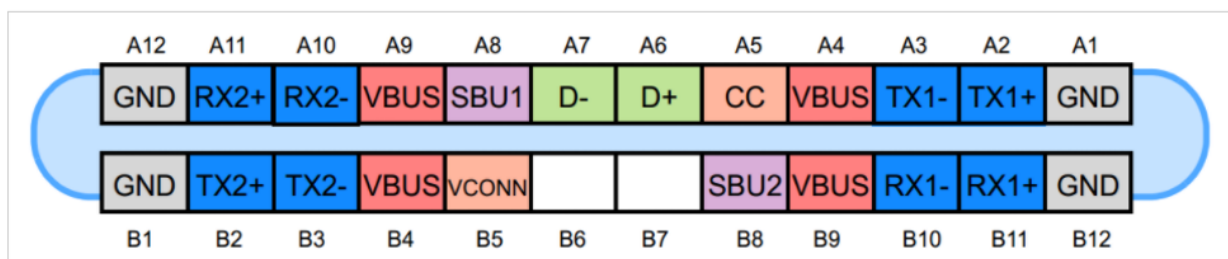 A12 A11 A10 A9 A8 A7 A6 A5 A4 A3 A2 A1
GND RX2+ RX2- VBUS SBU1 D- D+ CC VBUS TX1- TX1+ GND
GND TX2+ TX2- VBUS VCONN SBU2 VBUS RX1- RX1+ GND
B1 B2 B3 B4 B5 B6 B7 B8 B9 B10 B11 B12